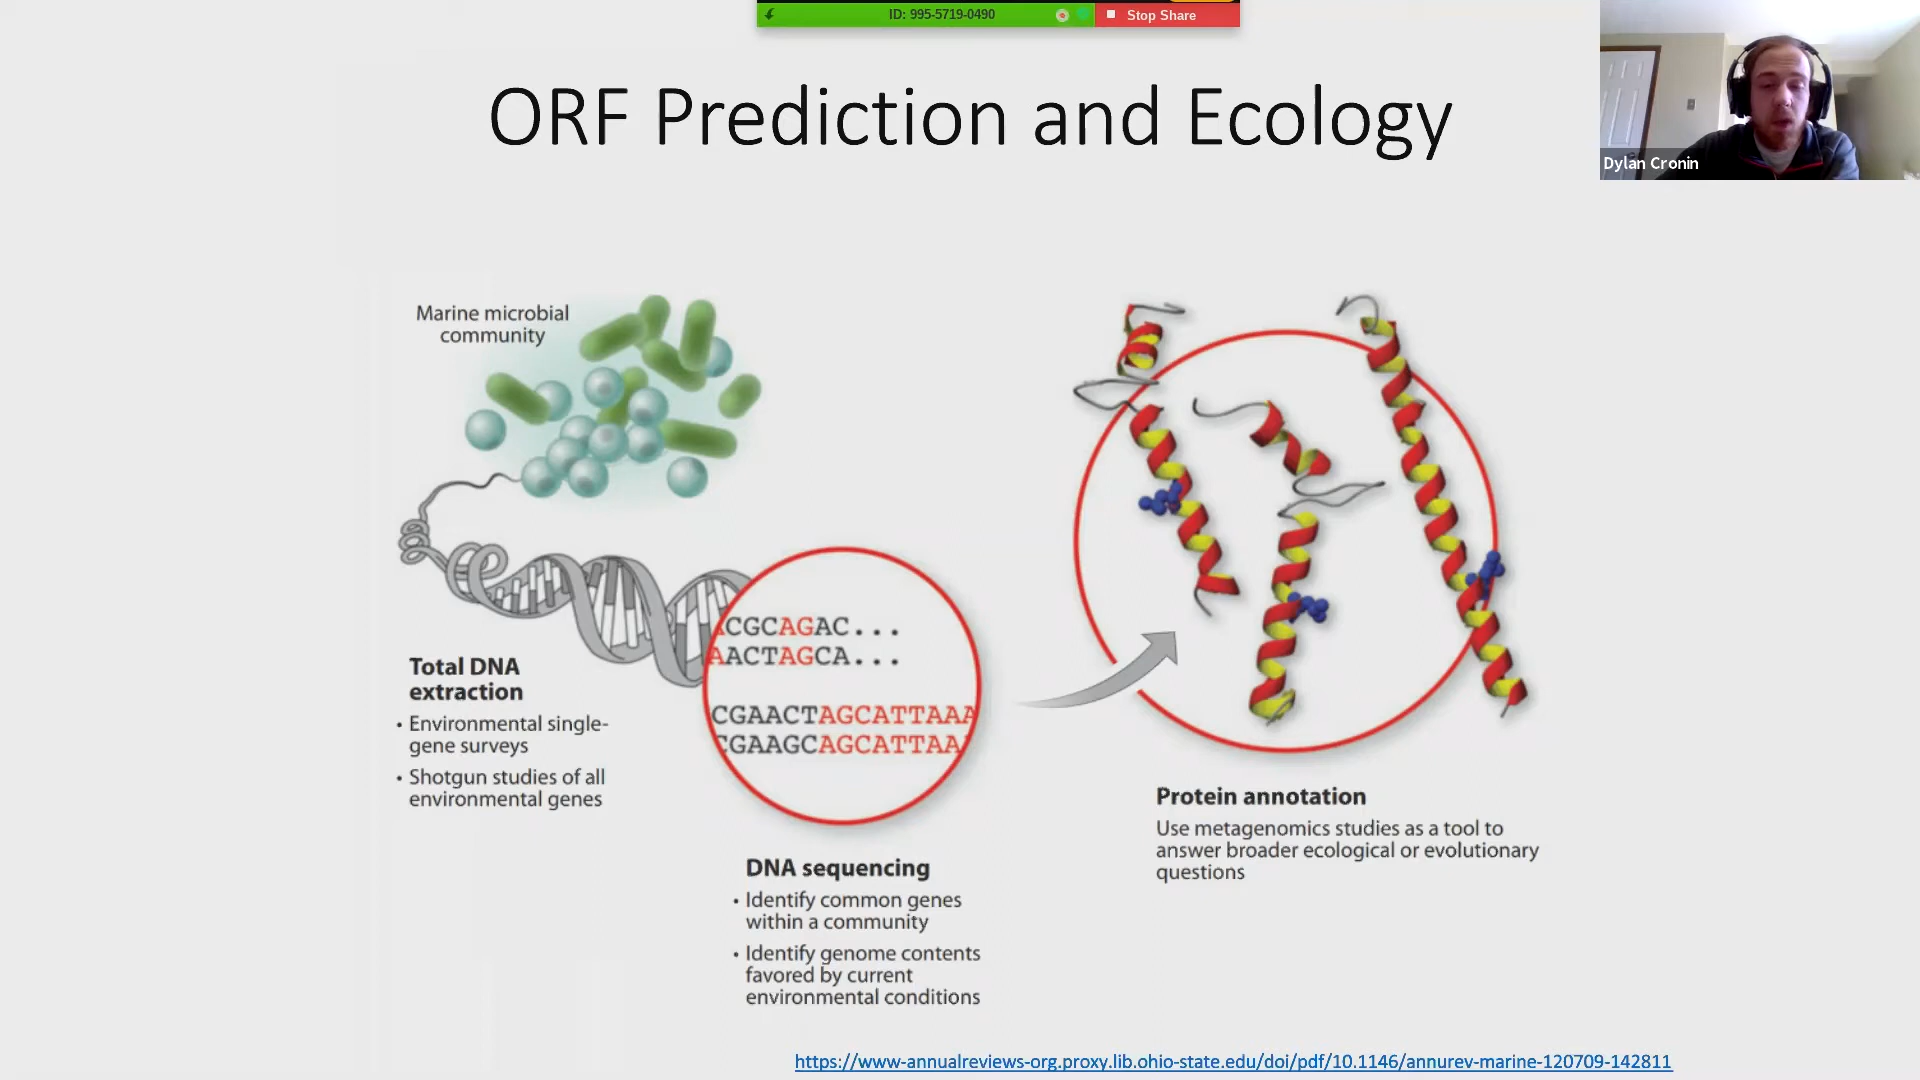 ID: 995-5719-0490
Stop Share
Dylan Cronin
ORF Prediction and Ecology
Marine microbial
community
Total DNA
extraction
• Environmental single-
gene surveys
• Shotgun studies of all
environmental genes
ACGCAGAC...
AACTAGCA...
CGAACTAGCATTAAA
CGAAGCAGCATTAA
DNA sequencing
• Identify common genes
within a community
• Identify genome contents
favored by current
environmental conditions
Protein annotation
Use metagenomics studies as a tool to
answer broader ecological or evolutionary
questions
https://www-annualreviews-org.proxy.lib.ohio-state.edu/doi/pdf/10.1146/annurev-marine-120709-142811